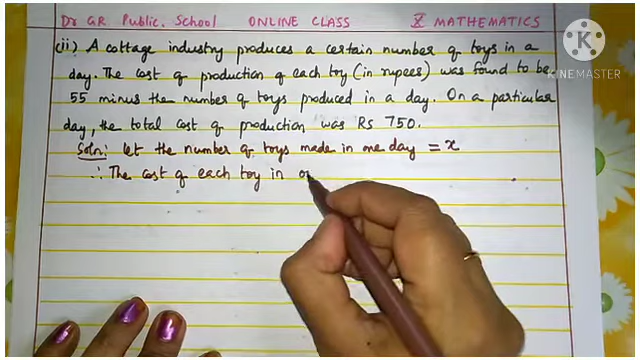 Dr GR Public School ONLINE CLASS X MATHEMATICS
(ii) A cottage industry produces a certain number of toys in a
day. The cost of production of each toy (in rupees) was found to be
55 minus the number of toys produced in a day. On a particular
day, the total cost of production was RS 750.
Soln: let the number of toys made in one day = x
∴ The cost of each toy in o
KINEMASTER